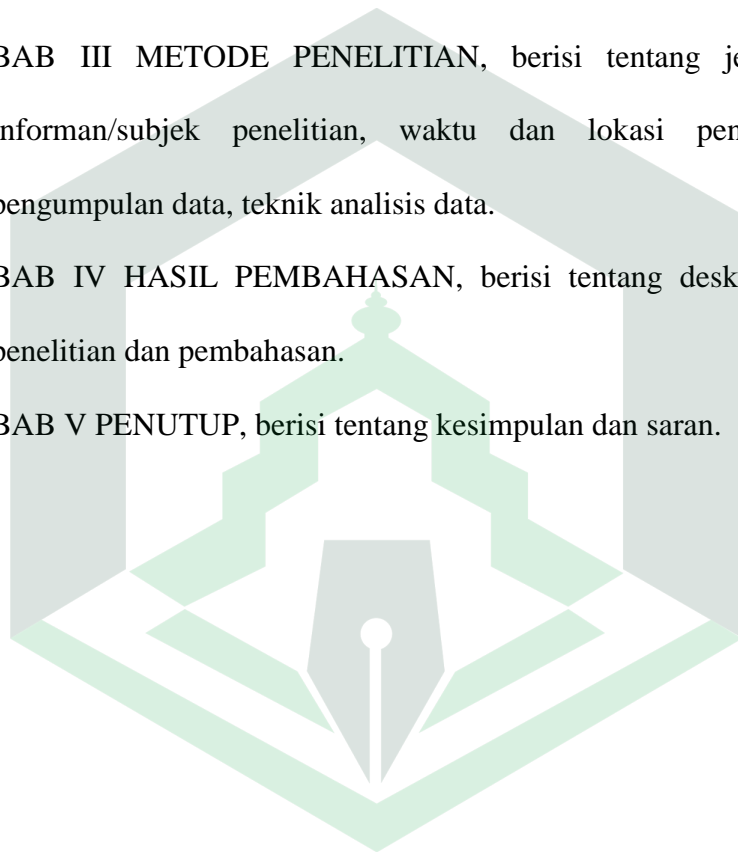 BAB III METODE PENELITIAN, berisi tentang
informan/subjek penelitian, waktu dan lokasi
pengumpulan data, teknik analisis data.
BAB IV HASIL PEMBAHASAN, berisi tentang
penelitian dan pembahasan.
BAB V PENUTUP, berisi tentang kesimpulan dan saran.